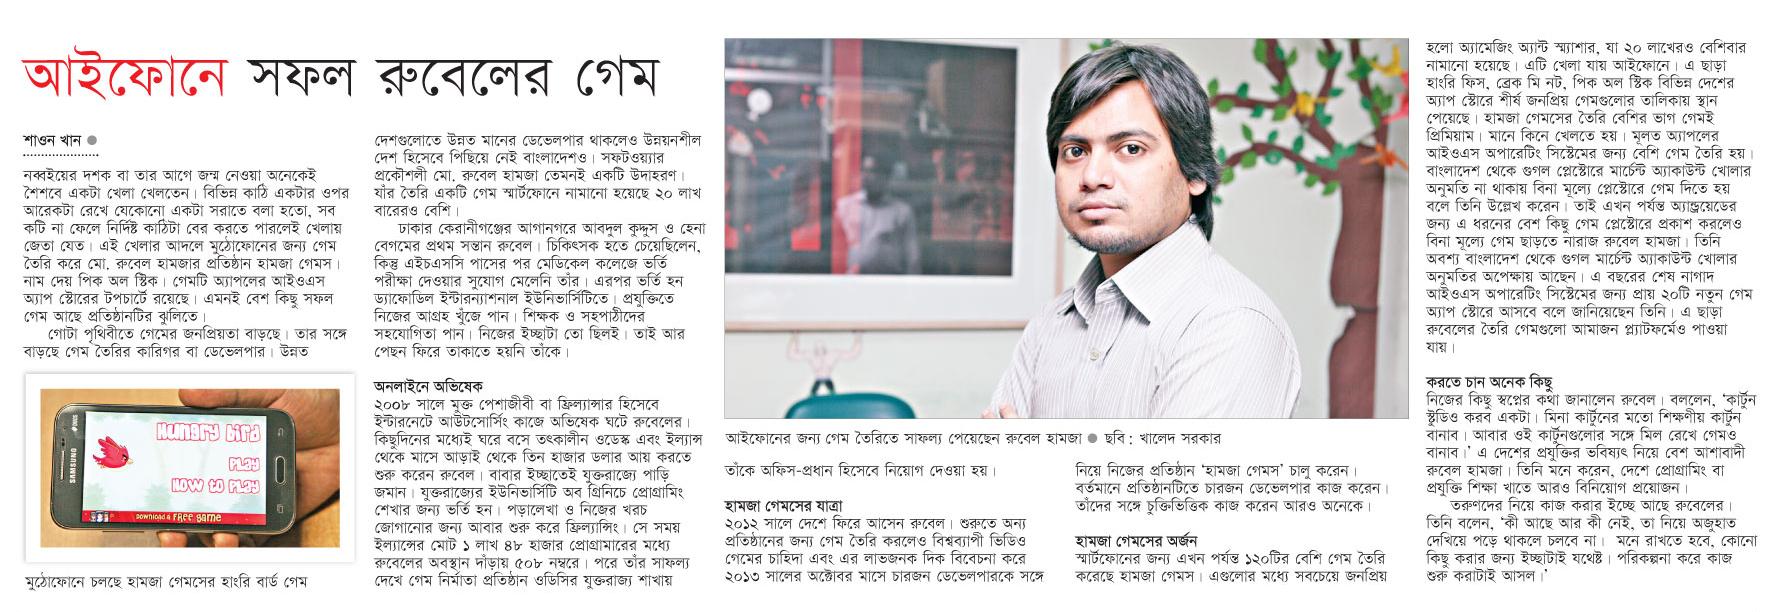 আইফোনে সফল রুবেলের গেম
শাওন খান ●
নব্বইয়ের দশক বা তার আগে জন্ম নেওয়া অনেকেই
শৈশবে একটা খেলা খেলতেন। বিভিন্ন কাঠি একটার ওপর
আরেকটা রেখে যেকোনো একটা সরাতে বলা হতো, সব
কটি না ফেলে নির্দিষ্ট কাঠিটা বের করতে পারলেই খেলায়
জেতা যেত। এই খেলার আদলে মুঠোফোনের জন্য গেম
তৈরি করে মো. রুবেল হামজার প্রতিষ্ঠান হামজা গেমস।
নাম দেয় পিক অল স্টিক। গেমটি অ্যাপলের আইওএস
অ্যাপ স্টোরের টপচার্টে রয়েছে। এমনই বেশ কিছু সফল
গেম আছে প্রতিষ্ঠানটির ঝুলিতে।
গোটা পৃথিবীতে গেমের জনপ্রিয়তা বাড়ছে। তার সঙ্গে
বাড়ছে গেম তৈরির কারিগর বা ডেভেলপার। উন্নত
SAMSUNG
Hungry Bird
PLAY
HOW TO PLAY
Download a FREE game
মুঠোফোনে চলছে হামজা গেমসের হাংরি বার্ড গেম
দেশগুলোতে উন্নত মানের ডেভেলপার থাকলেও উন্নয়নশীল
দেশ হিসেবে পিছিয়ে নেই বাংলাদেশও। সফটওয়্যার
প্রকৌশলী মো. রুবেল হামজা তেমনই একটি উদাহরণ।
যাঁর তৈরি একটি গেম স্মার্টফোনে নামানো হয়েছে ২০ লাখ
বারেরও বেশি।
ঢাকার কেরানীগঞ্জের আগানগরে আবদুল কুদ্দুস ও হেনা
বেগমের প্রথম সন্তান রুবেল। চিকিৎসক হতে চেয়েছিলেন,
কিন্তু এইচএসসি পাসের পর মেডিকেল কলেজে ভর্তি
পরীক্ষা দেওয়ার সুযোগ মেলেনি তাঁর। এরপর ভর্তি হন
ড্যাফোডিল ইন্টারন্যাশনাল ইউনিভার্সিটিতে। প্রযুক্তিতে
নিজের আগ্রহ খুঁজে পান। শিক্ষক ও সহপাঠীদের
সহযোগিতা পান। নিজের ইচ্ছাটা তো ছিলই। তাই আর
পেছন ফিরে তাকাতে হয়নি তাঁকে।
অনলাইনে অভিষেক
২০০৮ সালে মুক্ত পেশাজীবী বা ফ্রিল্যান্সার হিসেবে
ইন্টারনেটে আউটসোর্সিং কাজে অভিষেক ঘটে রুবেলের।
কিছুদিনের মধ্যেই ঘরে বসে তৎকালীন ওডেস্ক এবং ইল্যান্স
থেকে মাসে আড়াই থেকে তিন হাজার ডলার আয় করতে
শুরু করেন রুবেল। বাবার ইচ্ছাতেই যুক্তরাজ্যে পাড়ি
জমান। যুক্তরাজ্যের ইউনিভার্সিটি অব গ্রিনিচে প্রোগ্রামিং
শেখার জন্য ভর্তি হন। পড়ালেখা ও নিজের খরচ
জোগানোর জন্য আবার শুরু করে ফ্রিল্যান্সিং। সে সময়
ইল্যান্সের মোট ১ লাখ ৪৮ হাজার প্রোগ্রামারের মধ্যে
রুবেলের অবস্থান দাঁড়ায় ৫০৮ নম্বরে। পরে তাঁর সাফল্য
দেখে গেম নির্মাতা প্রতিষ্ঠান ওডিসির যুক্তরাজ্য শাখায়
আইফোনের জন্য গেম তৈরিতে সাফল্য পেয়েছেন রুবেল হামজা ● ছবি : খালেদ সরকার
তাঁকে অফিস-প্রধান হিসেবে নিয়োগ দেওয়া হয়।
হামজা গেমসের যাত্রা
২০১২ সালে দেশে ফিরে আসেন রুবেল। শুরুতে অন্য
প্রতিষ্ঠানের জন্য গেম তৈরি করলেও বিশ্বব্যাপী ভিডিও
গেমের চাহিদা এবং এর লাভজনক দিক বিবেচনা করে
২০১৩ সালের অক্টোবর মাসে চারজন ডেভেলপারকে সঙ্গে
নিয়ে নিজের প্রতিষ্ঠান ‘হামজা গেমস’ চালু করেন।
বর্তমানে প্রতিষ্ঠানটিতে চারজন ডেভেলপার কাজ করেন।
তাঁদের সঙ্গে চুক্তিভিত্তিক কাজ করেন আরও অনেকে।
হামজা গেমসের অর্জন
স্মার্টফোনের জন্য এখন পর্যন্ত ১২০টির বেশি গেম তৈরি
করেছে হামজা গেমস। এগুলোর মধ্যে সবচেয়ে জনপ্রিয়
হলো অ্যামেজিং অ্যান্ট স্ম্যাশার, যা ২০ লাখেরও বেশিবার
নামানো হয়েছে। এটি খেলা যায় আইফোনে। এ ছাড়া
হাংরি ফিস, ব্রেক মি নট, পিক অল স্টিক বিভিন্ন দেশের
অ্যাপ স্টোরে শীর্ষ জনপ্রিয় গেমগুলোর তালিকায় স্থান
পেয়েছে। হামজা গেমসের তৈরি বেশির ভাগ গেমই
প্রিমিয়াম। মানে কিনে খেলতে হয়। মূলত অ্যাপলের
আইওএস অপারেটিং সিস্টেমের জন্য বেশি গেম তৈরি হয়।
বাংলাদেশ থেকে গুগল প্লেস্টোরে মার্চেন্ট অ্যাকাউন্ট খোলার
অনুমতি না থাকায় বিনা মূল্যে প্লেস্টোরে গেম দিতে হয়
বলে তিনি উল্লেখ করেন। তাই এখন পর্যন্ত অ্যান্ড্রয়েডের
জন্য এ ধরনের বেশ কিছু গেম প্লেস্টোরে প্রকাশ করলেও
বিনা মূল্যে গেম ছাড়তে নারাজ রুবেল হামজা। তিনি
অবশ্য বাংলাদেশ থেকে গুগল মার্চেন্ট অ্যাকাউন্ট খোলার
অনুমতির অপেক্ষায় আছেন। এ বছরের শেষ নাগাদ
আইওএস অপারেটিং সিস্টেমের জন্য প্রায় ২০টি নতুন গেম
অ্যাপ স্টোরে আসবে বলে জানিয়েছেন তিনি। এ ছাড়া
রুবেলের তৈরি গেমগুলো আমাজান প্ল্যাটফর্মেও পাওয়া
যায়।
করতে চান অনেক কিছু
নিজের কিছু স্বপ্নের কথা জানালেন রুবেল। বললেন, ‘কার্টুন
স্টুডিও করব একটা। মিনা কার্টুনের মতো শিক্ষণীয় কার্টুন
বানাব। আবার ওই কার্টুনগুলোর সঙ্গে মিল রেখে গেমও
বানাব।’ এ দেশের প্রযুক্তির ভবিষ্যৎ নিয়ে বেশ আশাবাদী
রুবেল হামজা। তিনি মনে করেন, দেশে প্রোগ্রামিং বা
প্রযুক্তি শিক্ষা খাতে আরও বিনিয়োগ প্রয়োজন।
তরুণদের নিয়ে কাজ করার ইচ্ছে আছে রুবেলের।
তিনি বলেন, ‘কী আছে আর কী নেই, তা নিয়ে অজুহাত
দেখিয়ে পড়ে থাকলে চলবে না। মনে রাখতে হবে, কোনো
কিছু করার জন্য ইচ্ছাটাই যথেষ্ট। পরিকল্পনা করে কাজ
শুরু করাটাই আসল।’